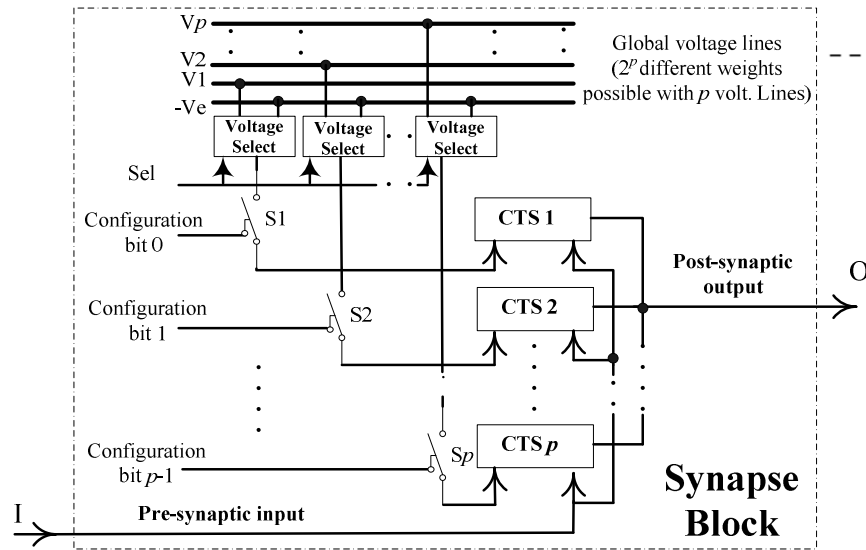 Vp
V2
V1
-Ve
Global voltage lines
(2^p different weights
possible with p volt. Lines)
Voltage
Select
Voltage
Select
Voltage
Select
Sel
Configuration
bit 0
S1
CTS 1
Post-synaptic
output
O
Configuration
bit 1
S2
CTS 2
Configuration
bit p-1
Sp
CTS p
Synapse
Block
I
Pre-synaptic input